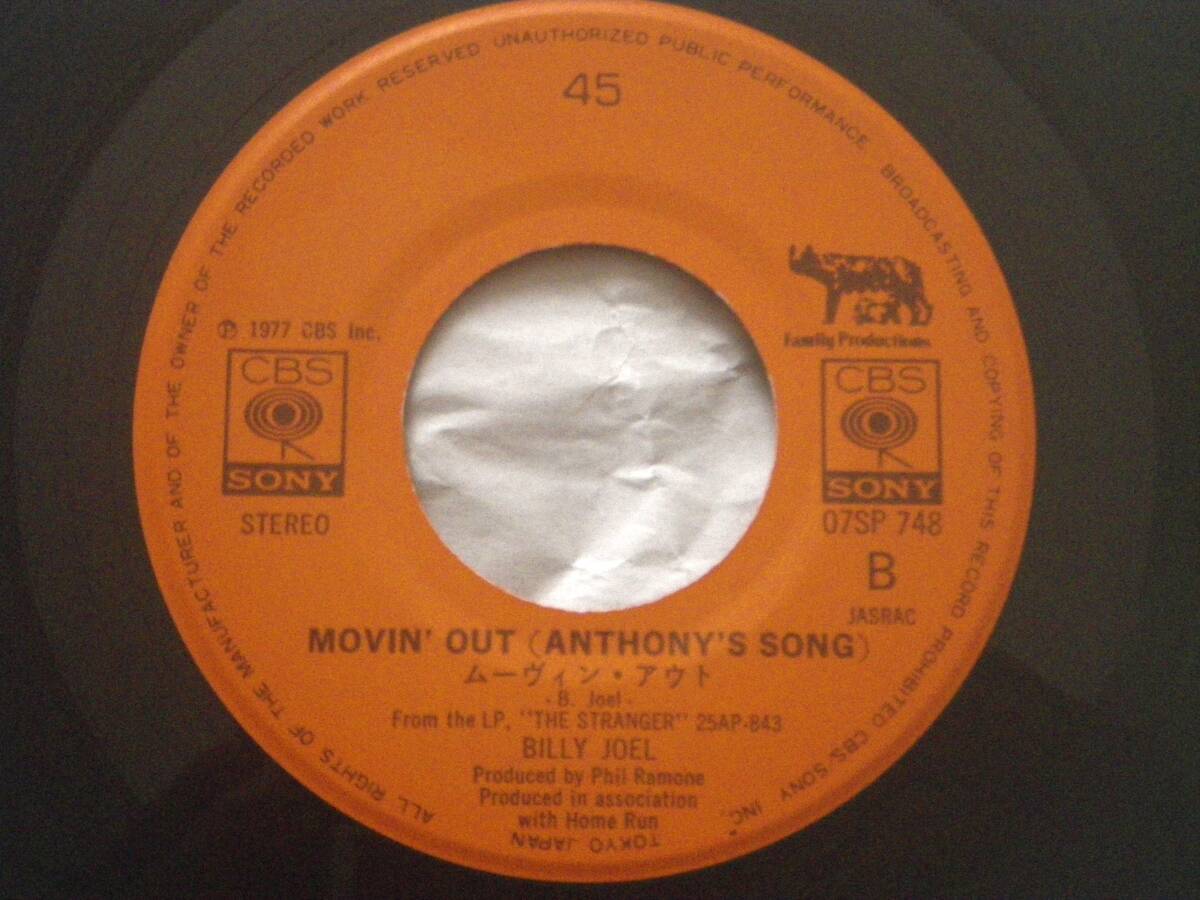 ALL RIGHTS OF THE MANUFACTURER AND OF THE OWNER OF THE RECORDED WORK RESERVED UNAUTHORIZED PUBLIC PERFORMANCE BROADCASTING AND COPYING OF THIS RECORD PROHIBITED CBS/SONY INC.
TOKYO JAPAN
45
Family Productions
Ⓟ 1977 CBS Inc.
CBS
SONY
STEREO
CBS
SONY
07SP 748
B
JASRAC
MOVIN' OUT (ANTHONY'S SONG)
ムーヴィン・アウト
- B. Joel -
From the LP, "THE STRANGER" 25AP-843
BILLY JOEL
Produced by Phil Ramone
Produced in association
with Home Run